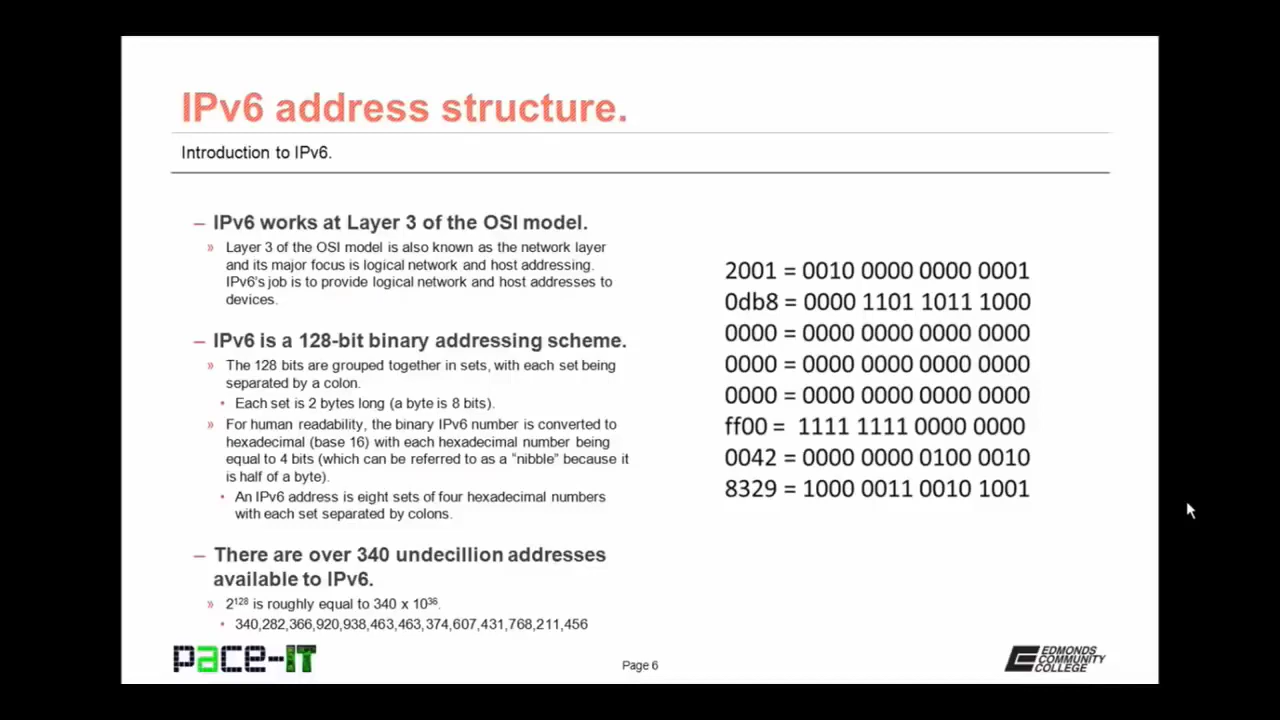 IPv6 address structure.
Introduction to IPv6.
– IPv6 works at Layer 3 of the OSI model.
» Layer 3 of the OSI model is also known as the network layer
and its major focus is logical network and host addressing.
IPv6's job is to provide logical network and host addresses to
devices.
– IPv6 is a 128-bit binary addressing scheme.
» The 128 bits are grouped together in sets, with each set being
separated by a colon.
• Each set is 2 bytes long (a byte is 8 bits).
» For human readability, the binary IPv6 number is converted to
hexadecimal (base 16) with each hexadecimal number being
equal to 4 bits (which can be referred to as a “nibble” because it
is half of a byte).
• An IPv6 address is eight sets of four hexadecimal numbers
with each set separated by colons.
– There are over 340 undecillion addresses
available to IPv6.
» 2¹²⁸ is roughly equal to 340 x 10³⁶.
• 340,282,366,920,938,463,463,374,607,431,768,211,456
2001 = 0010 0000 0000 0001
0db8 = 0000 1101 1011 1000
0000 = 0000 0000 0000 0000
0000 = 0000 0000 0000 0000
0000 = 0000 0000 0000 0000
ff00 = 1111 1111 0000 0000
0042 = 0000 0000 0100 0010
8329 = 1000 0011 0010 1001
pace-IT
Page 6
EDMONDS
COMMUNITY
COLLEGE